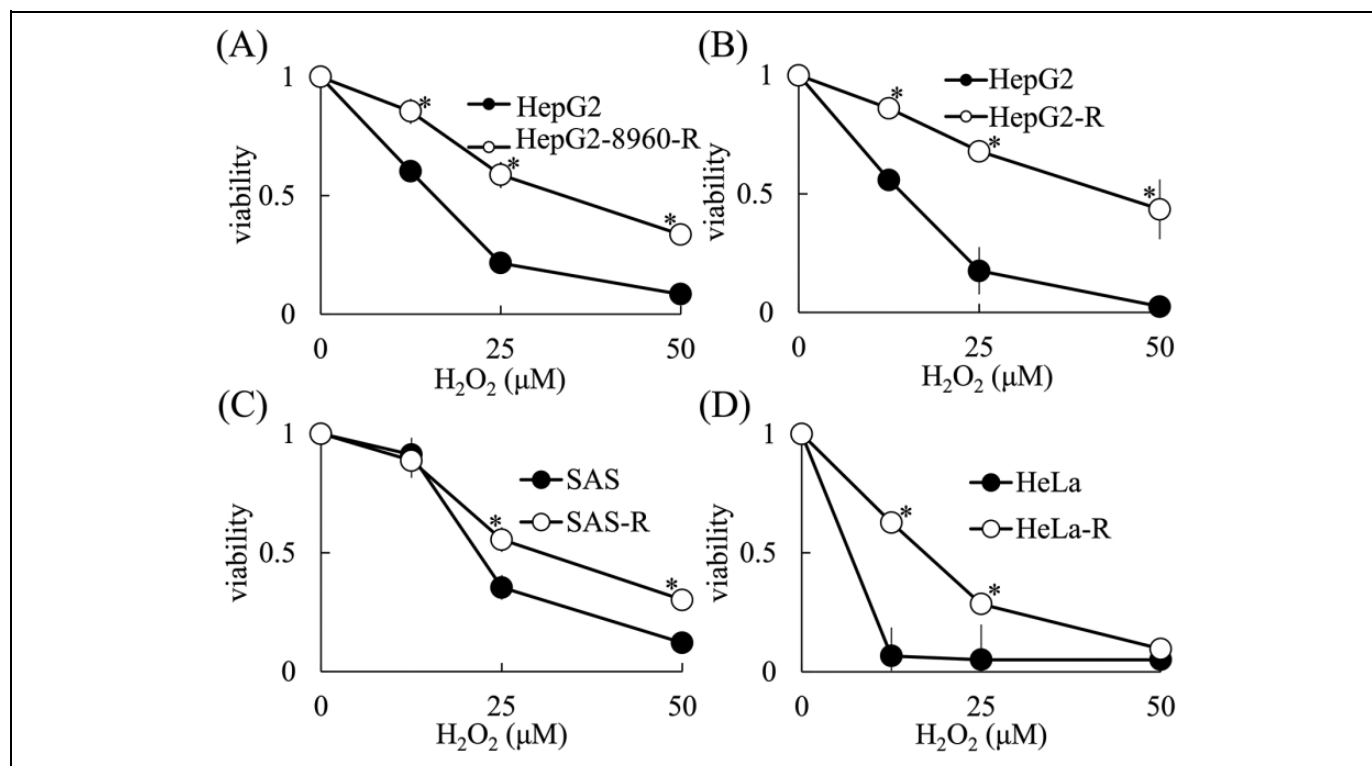 (A)
1
0.5
0
viability
*
*
*
HepG2
HepG2-8960-R
0
25
50
H₂O₂ (μM)
(B)
1
0.5
0
viability
*
*
*
HepG2
HepG2-R
0
25
50
H₂O₂ (μM)
(C)
1
0.5
0
viability
*
*
SAS
SAS-R
0
25
50
H₂O₂ (μM)
(D)
1
0.5
0
viability
*
*
HeLa
HeLa-R
0
25
50
H₂O₂ (μM)